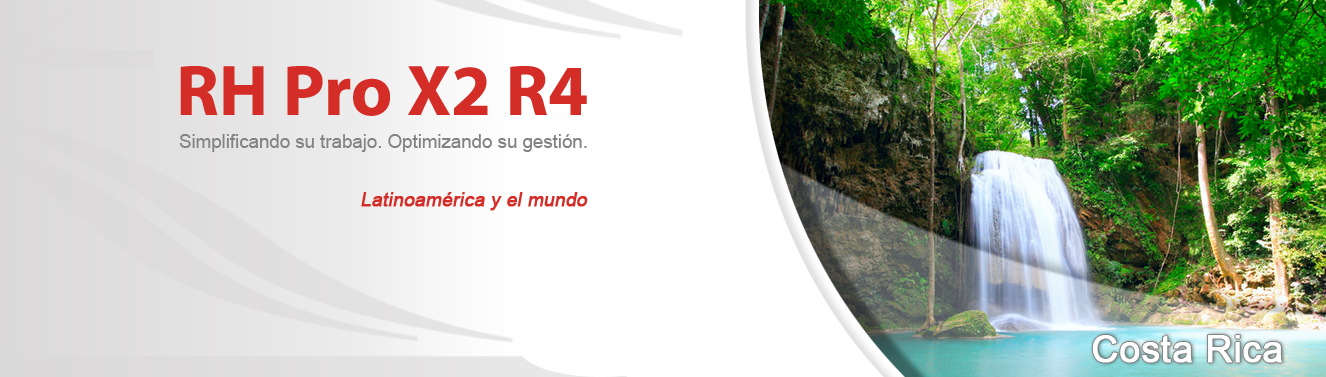 RH Pro X2 R4
Simplificando su trabajo. Optimizando su gestión.
Latinoamérica y el mundo
Costa Rica